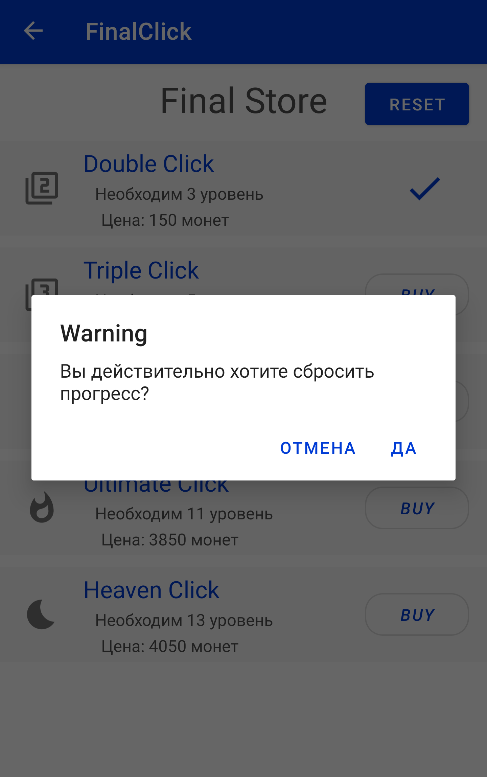 FinalClick
Final Store
RESET
Double Click
Необходим 3 уровень
Цена: 150 монет
Triple Click
Warning
Вы действительно хотите сбросить
прогресс?
ОТМЕНА
ДА
Ultimate Click
Необходим 11 уровень
BUY
Цена: 3850 монет
Heaven Click
Необходим 13 уровень
BUY
Цена: 4050 монет